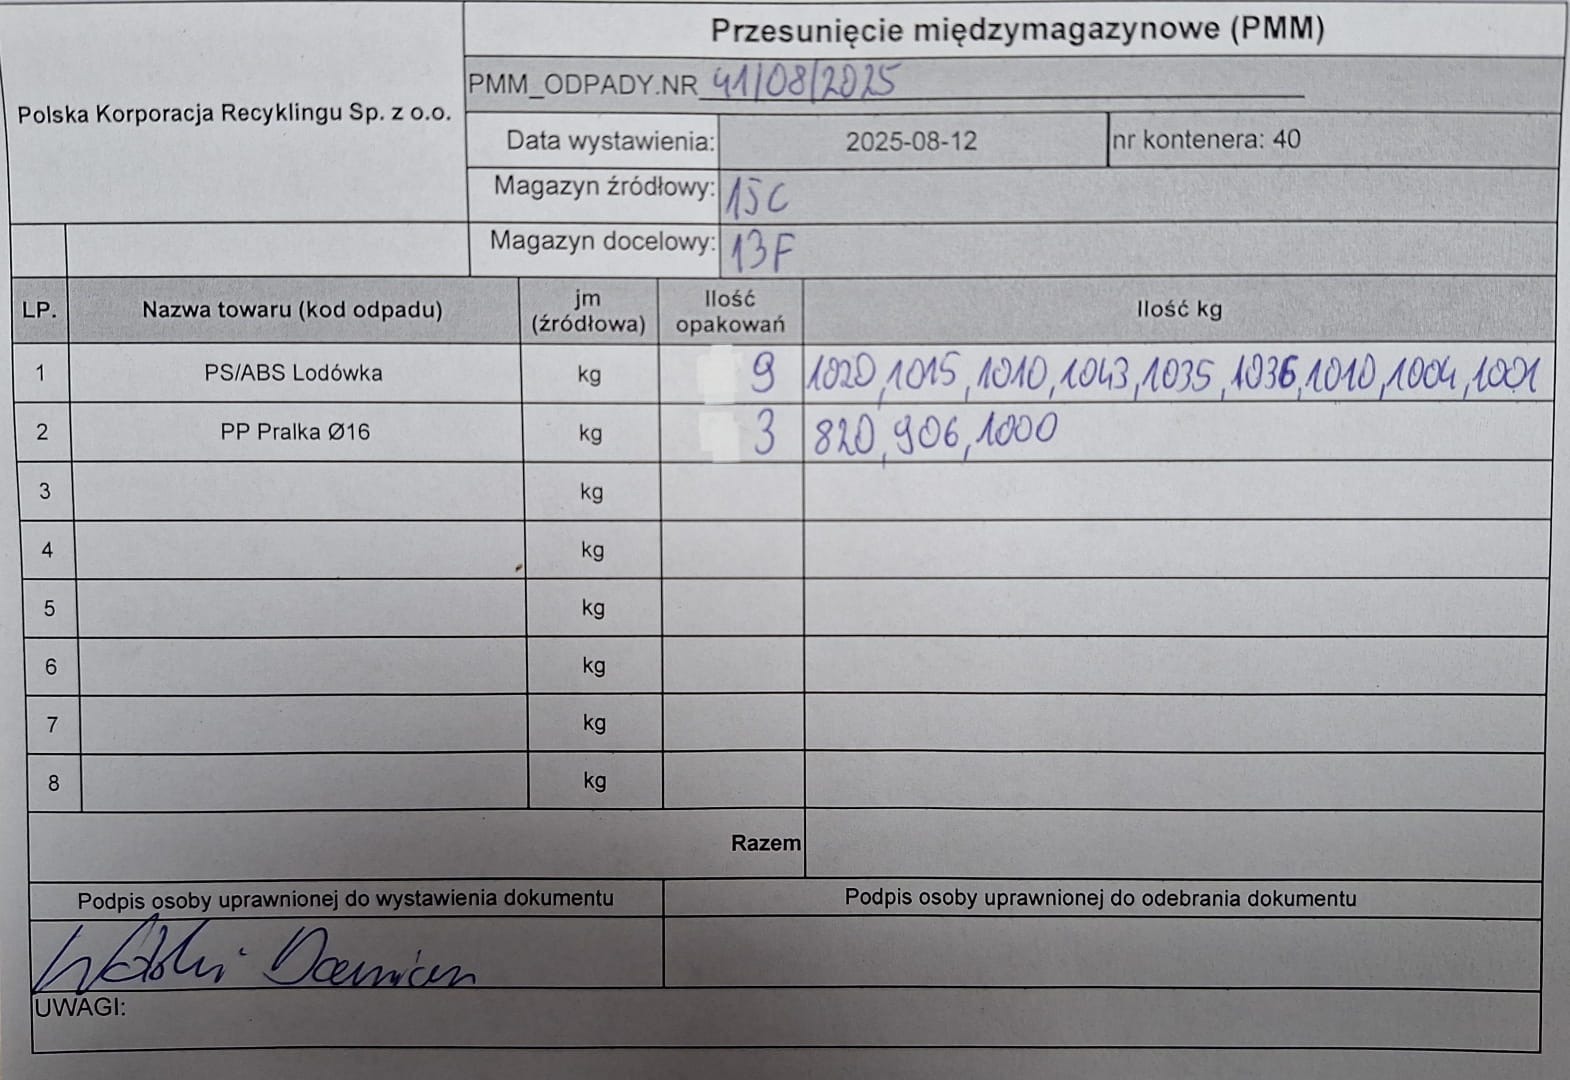 Przesunięcie międzymagazynowe (PMM)
PMM_ODPADY.NR 41/08/2025
Polska Korporacja Recyklingu Sp. z o.o.
Data wystawienia: 2025-08-12 nr kontenera: 40
Magazyn źródłowy: 15C
Magazyn docelowy: 13F
LP. Nazwa towaru (kod odpadu) jm (źródłowa) Ilość opakowań Ilość kg
1 PS/ABS Lodówka kg 9 1020, 1015, 1010, 1043, 1035, 1036, 1010, 1004, 1001
2 PP Pralka Ø16 kg 3 820, 906, 1000
3 kg
4 kg
5 kg
6 kg
7 kg
8 kg
Razem
Podpis osoby uprawnionej do wystawienia dokumentu Podpis osoby uprawnionej do odebrania dokumentu
Damian
UWAGI: